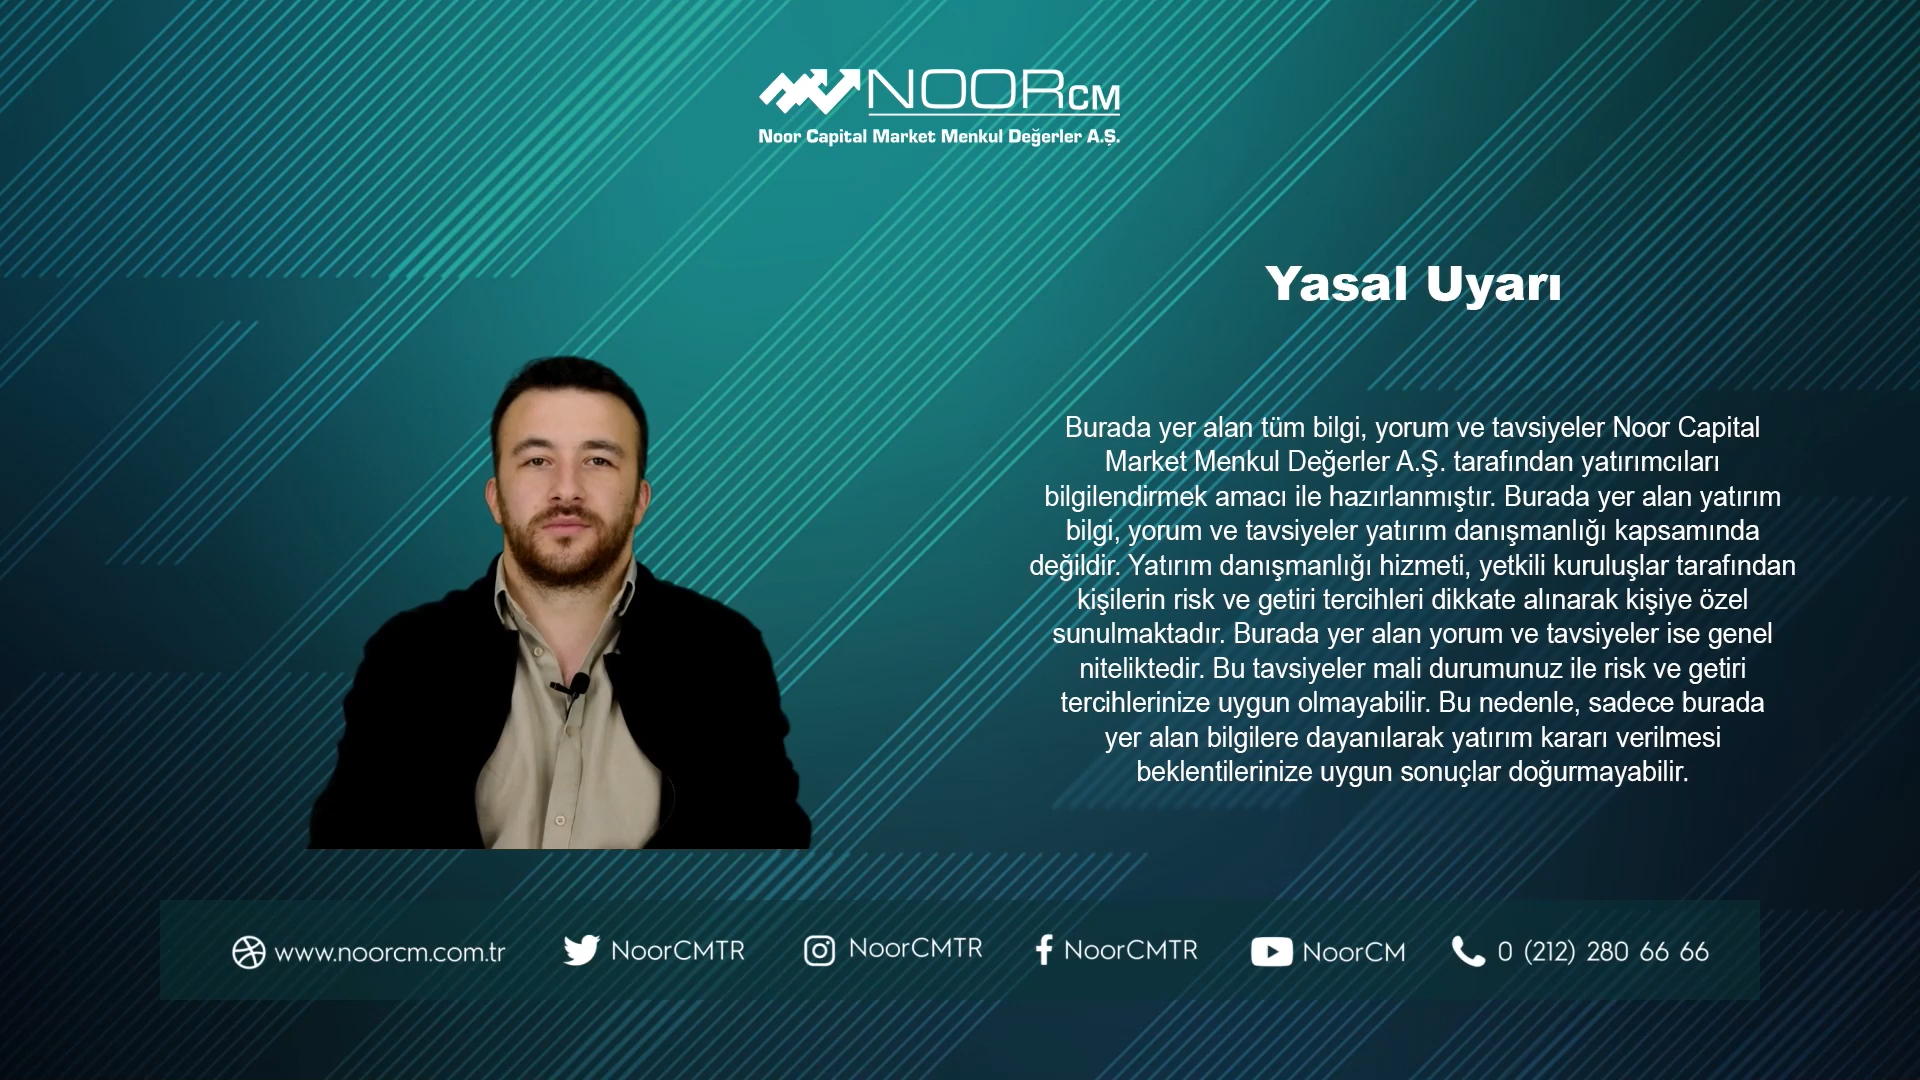 NOORCM
Noor Capital Market Menkul Değerler A.Ş.
Yasal Uyarı
Burada yer alan tüm bilgi, yorum ve tavsiyeler Noor Capital
Market Menkul Değerler A.Ş. tarafından yatırımcıları
bilgilendirmek amacı ile hazırlanmıştır. Burada yer alan yatırım
bilgi, yorum ve tavsiyeler yatırım danışmanlığı kapsamında
değildir. Yatırım danışmanlığı hizmeti, yetkili kuruluşlar tarafından
kişilerin risk ve getiri tercihleri dikkate alınarak kişiye özel
sunulmaktadır. Burada yer alan yorum ve tavsiyeler ise genel
niteliktedir. Bu tavsiyeler mali durumunuz ile risk ve getiri
tercihlerinize uygun olmayabilir. Bu nedenle, sadece burada
yer alan bilgilere dayanılarak yatırım kararı verilmesi
beklentilerinize uygun sonuçlar doğurmayabilir.
www.noorcm.com.tr NoorCMTR NoorCMTR NoorCMTR NoorCM 0 (212) 280 66 66